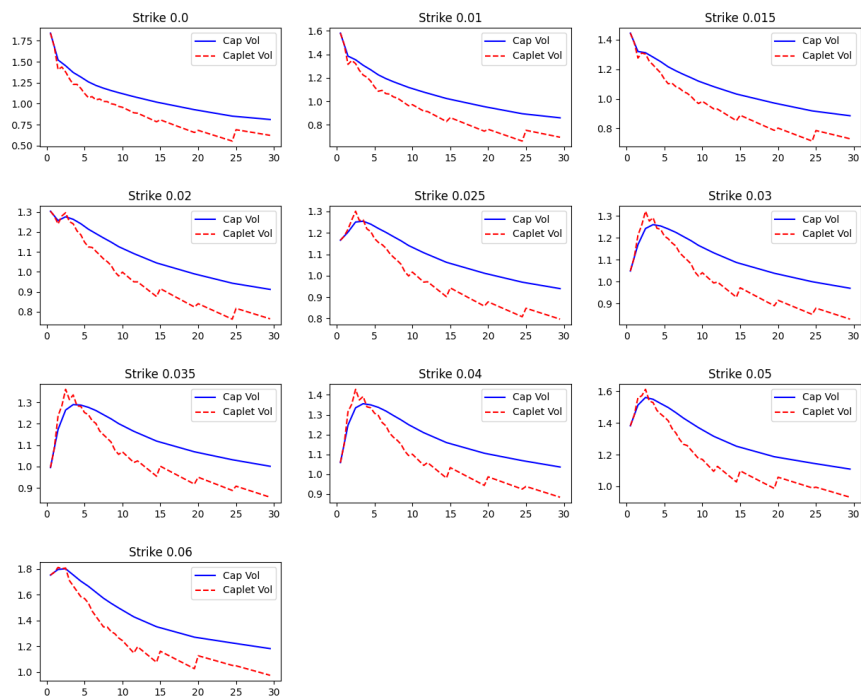 Strike 0.0
Cap Vol
Caplet Vol
1.75
1.50
1.25
1.00
0.75
0.50
0 5 10 15 20 25 30
Strike 0.01
Cap Vol
Caplet Vol
1.6
1.4
1.2
1.0
0.8
0 5 10 15 20 25 30
Strike 0.015
Cap Vol
Caplet Vol
1.4
1.2
1.0
0.8
0 5 10 15 20 25 30
Strike 0.02
Cap Vol
Caplet Vol
1.3
1.2
1.1
1.0
0.9
0.8
0 5 10 15 20 25 30
Strike 0.025
Cap Vol
Caplet Vol
1.3
1.2
1.1
1.0
0.9
0.8
0 5 10 15 20 25 30
Strike 0.03
Cap Vol
Caplet Vol
1.3
1.2
1.1
1.0
0.9
0 5 10 15 20 25 30
Strike 0.035
Cap Vol
Caplet Vol
1.3
1.2
1.1
1.0
0.9
0 5 10 15 20 25 30
Strike 0.04
Cap Vol
Caplet Vol
1.4
1.3
1.2
1.1
1.0
0.9
0 5 10 15 20 25 30
Strike 0.05
Cap Vol
Caplet Vol
1.6
1.4
1.2
1.0
0 5 10 15 20 25 30
Strike 0.06
Cap Vol
Caplet Vol
1.8
1.6
1.4
1.2
1.0
0 5 10 15 20 25 30